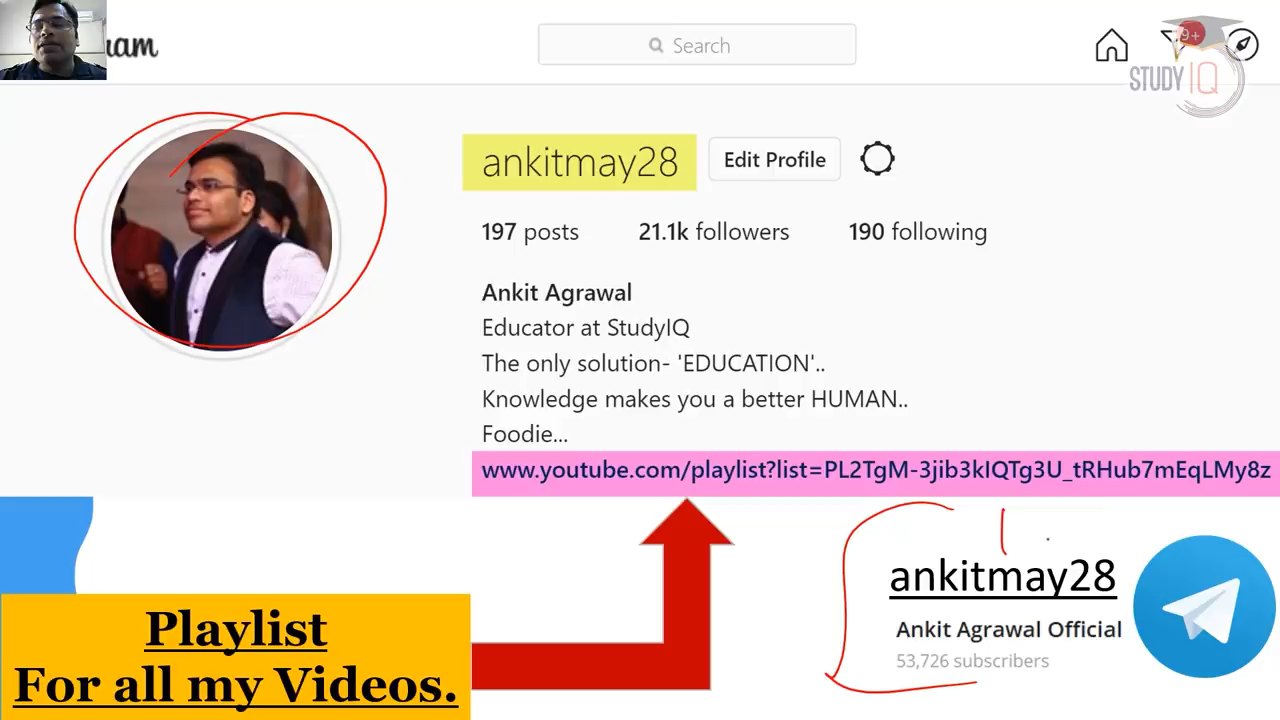 Search
9+
STUDY IQ
ankitmay28 Edit Profile
197 posts 21.1k followers 190 following
Ankit Agrawal
Educator at StudyIQ
The only solution- 'EDUCATION'..
Knowledge makes you a better HUMAN..
Foodie...
www.youtube.com/playlist?list=PL2TgM-3jib3kIQTg3U_tRHub7mEqLMy8z
ankitmay28
Ankit Agrawal Official
53,726 subscribers
Playlist
For all my Videos.